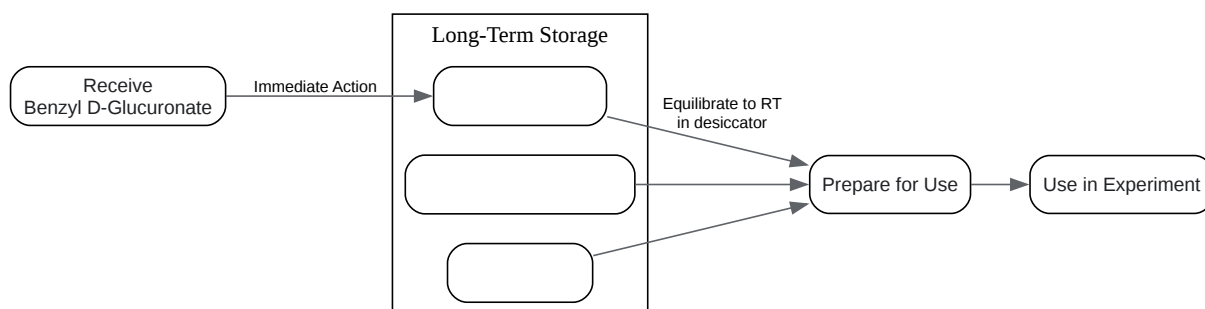 Long-Term Storage
Receive
Benzyl D-Glucuronate
Immediate Action
Equilibrate to RT
in desiccator
Prepare for Use
Use in Experiment